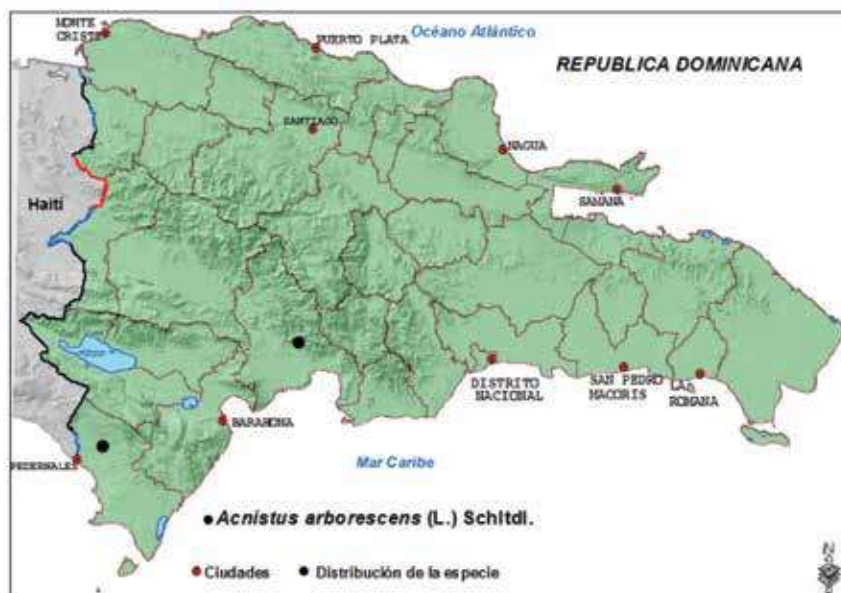 MONTE
CRISTI
PUERTO PLATA
Océano Atlántico
REPUBLICA DOMINICANA
SANTIAGO
NAGUA
SAMANA
Haití
DISTRITO
NACIONAL
SAN PEDRO
MACORIS
LA
ROMANA
BARAHONA
PEDERNALES
Mar Caribe
Acnistus arborescens (L.) Schltdl.
Ciudades
Distribución de la especie